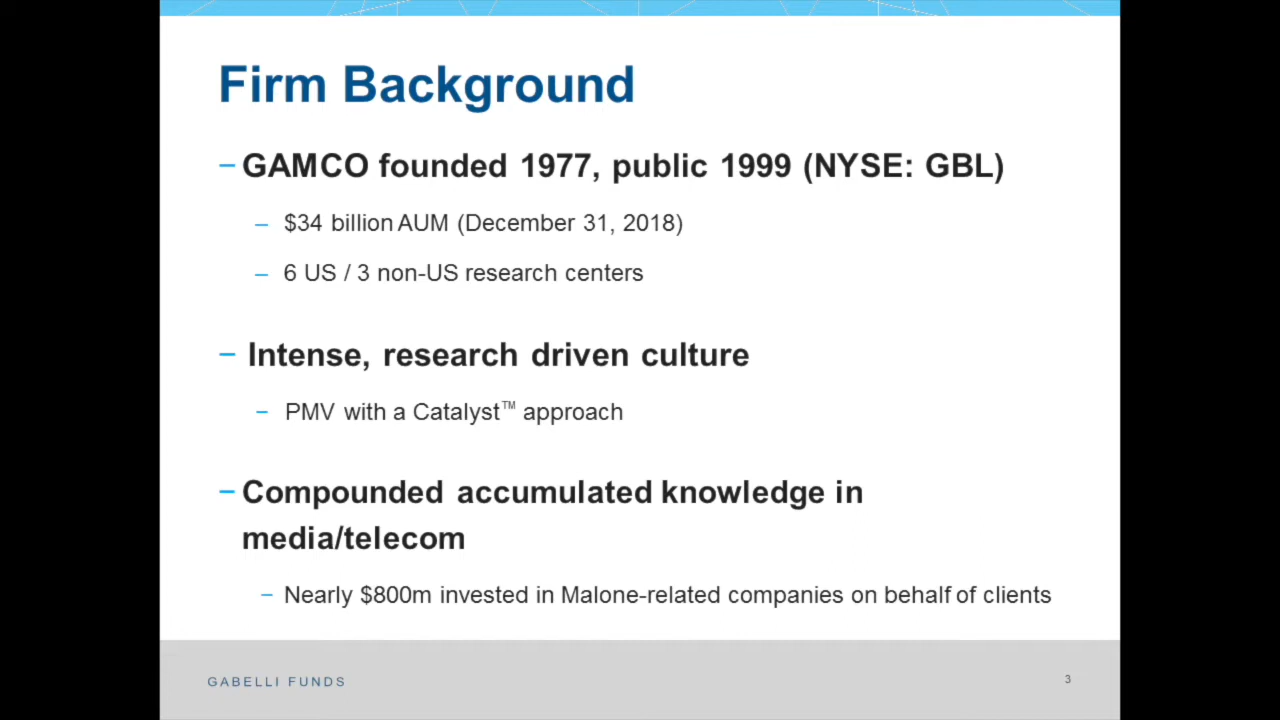 Firm Background
– GAMCO founded 1977, public 1999 (NYSE: GBL)
– $34 billion AUM (December 31, 2018)
– 6 US / 3 non-US research centers
– Intense, research driven culture
– PMV with a Catalyst™ approach
– Compounded accumulated knowledge in
media/telecom
– Nearly $800m invested in Malone-related companies on behalf of clients
GABELLI FUNDS
3